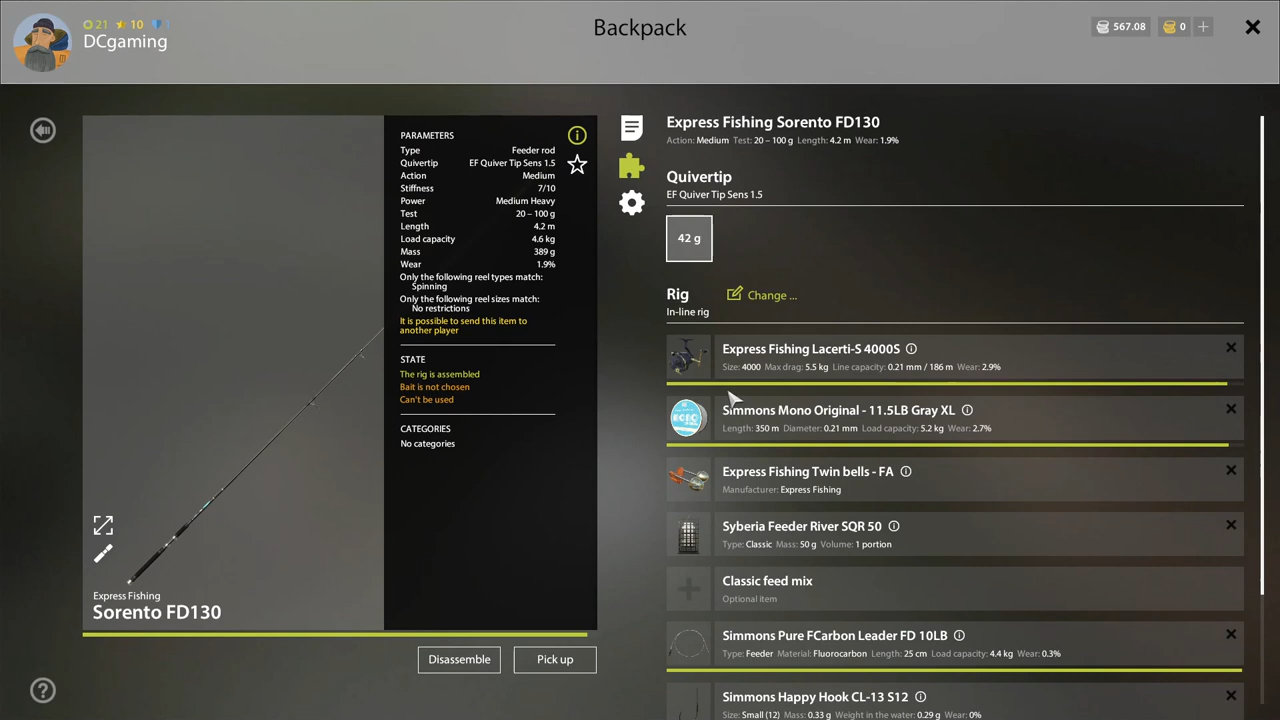 21 10
DCgaming
Backpack
567.08 0
PARAMETERS
Type Feeder rod
Quivertip EF Quiver Tip Sens 1.5
Action Medium
Stiffness 7/10
Power Medium Heavy
Test 20 – 100 g
Length 4.2 m
Load capacity 4.6 kg
Mass 389 g
Wear 1.9%
Only the following reel types match:
Spinning
Only the following reel sizes match:
No restrictions
It is possible to send this item to
another player
STATE
The rig is assembled
Bait is not chosen
Can't be used
CATEGORIES
No categories
Express Fishing
Sorento FD130
Disassemble
Pick up
Express Fishing Sorento FD130
Action: Medium Test: 20 – 100 g Length: 4.2 m Wear: 1.9%
Quivertip
EF Quiver Tip Sens 1.5
42 g
Rig Change ...
In-line rig
Express Fishing Lacerti-S 4000S
Size: 4000 Max drag: 5.5 kg Line capacity: 0.21 mm / 186 m Wear: 2.9%
Simmons Mono Original - 11.5LB Gray XL
Length: 350 m Diameter: 0.21 mm Load capacity: 5.2 kg Wear: 2.7%
Express Fishing Twin bells - FA
Manufacturer: Express Fishing
Syberia Feeder River SQR 50
Type: Classic Mass: 50 g Volume: 1 portion
Classic feed mix
Optional item
Simmons Pure FCarbon Leader FD 10LB
Type: Feeder Material: Fluorocarbon Length: 25 cm Load capacity: 4.4 kg Wear: 0.3%
Simmons Happy Hook CL-13 S12
Size: Small (12) Mass: 0.33 g Weight in the water: 0.29 g Wear: 0%